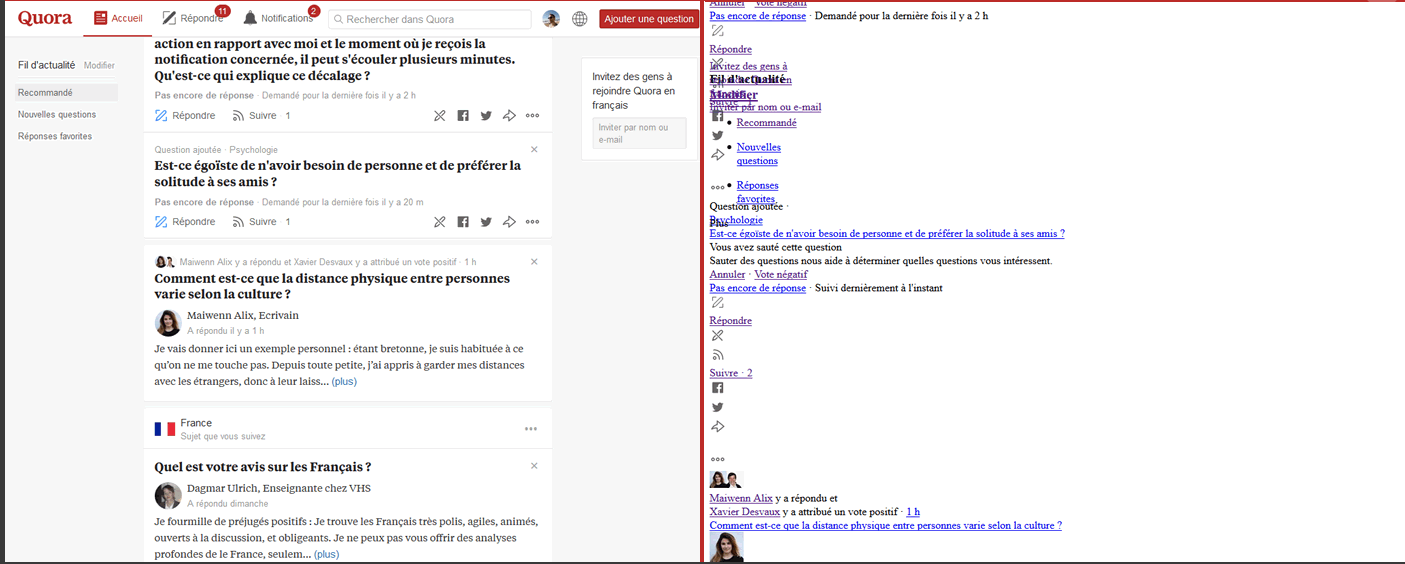 Quora
Accueil
Répondre
11
Notifications
2
Rechercher dans Quora
Ajouter une question
Fil d'actualité
Modifier
Recommandé
Nouvelles questions
Réponses favorites
action en rapport avec moi et le moment où je reçois la
notification concernée, il peut s'écouler plusieurs minutes.
Qu'est-ce qui explique ce décalage ?
Pas encore de réponse · Demandé pour la dernière fois il y a 2 h
Répondre
Suivre · 1
Question ajoutée · Psychologie
Est-ce égoïste de n'avoir besoin de personne et de préférer la
solitude à ses amis ?
Pas encore de réponse · Demandé pour la dernière fois il y a 20 m
Répondre
Suivre · 1
Maiwenn Alix y a répondu et Xavier Desvaux y a attribué un vote positif · 1 h
Comment est-ce que la distance physique entre personnes
varie selon la culture ?
Maiwenn Alix, Ecrivain
A répondu il y a 1 h
Je vais donner ici un exemple personnel : étant bretonne, je suis habituée à ce
qu'on ne me touche pas. Depuis toute petite, j'ai appris à garder mes distances
avec les étrangers, donc à leur laiss... (plus)
France
Sujet que vous suivez
Quel est votre avis sur les Français ?
Dagmar Ulrich, Enseignante chez VHS
A répondu dimanche
Je fourmille de préjugés positifs : Je trouve les Français très polis, agiles, animés,
ouverts à la discussion, et obligeants. Je ne peux pas vous offrir des analyses
profondes de le France, seulem... (plus)
Invitez des gens à
rejoindre Quora en
français
Inviter par nom ou
e-mail
Annuler · Vote négatif
Pas encore de réponse · Demandé pour la dernière fois il y a 2 h
Répondre
Invitez des gens à
Fil d'actualité
Modifier
Inviter par nom ou e-mail
Recommandé
Nouvelles
questions
Réponses
favorites
Question ajoutée ·
Psychologie
Plus
Est-ce égoïste de n'avoir besoin de personne et de préférer la solitude à ses amis ?
Vous avez sauté cette question
Sauter des questions nous aide à déterminer quelles questions vous intéressent.
Annuler · Vote négatif
Pas encore de réponse · Suivi dernièrement à l'instant
Répondre
Suivre · 2
Maiwenn Alix y a répondu et
Xavier Desvaux y a attribué un vote positif · 1 h
Comment est-ce que la distance physique entre personnes varie selon la culture ?